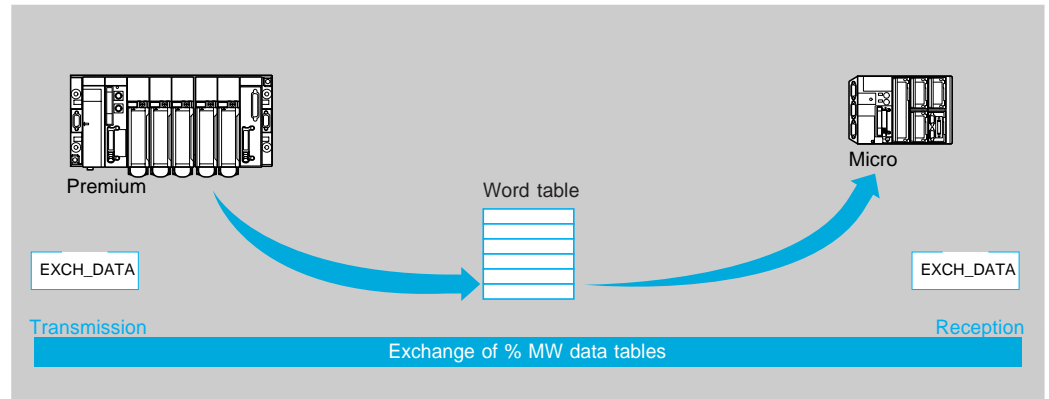 Premium
Micro
Word table
EXCH_DATA
EXCH_DATA
Transmission
Reception
Exchange of % MW data tables